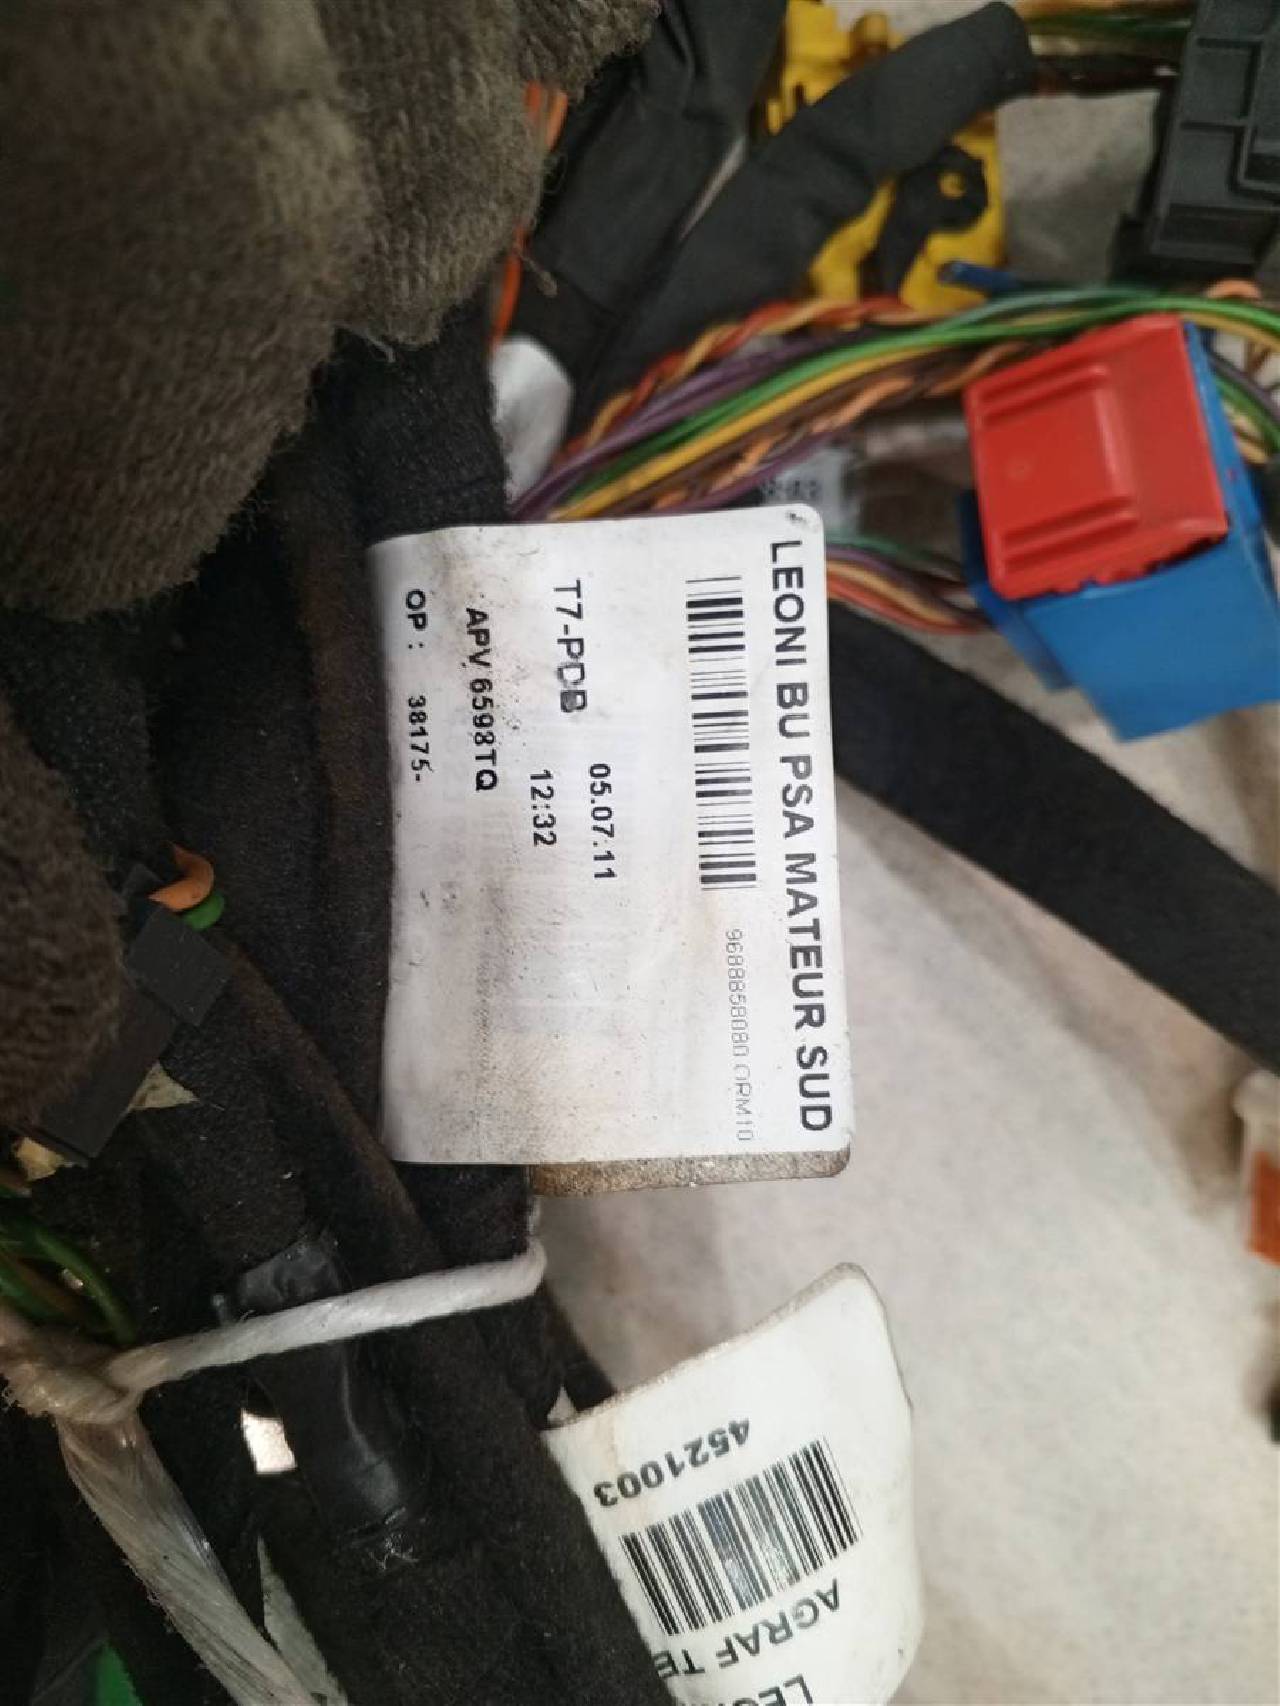 LEONI BU PSA MATEUR SUD
9688858080 ORM10
T7-PDB 05.07.11
12:32
APV 6598TQ
OP : 38175-
4521003
AGRAF TE